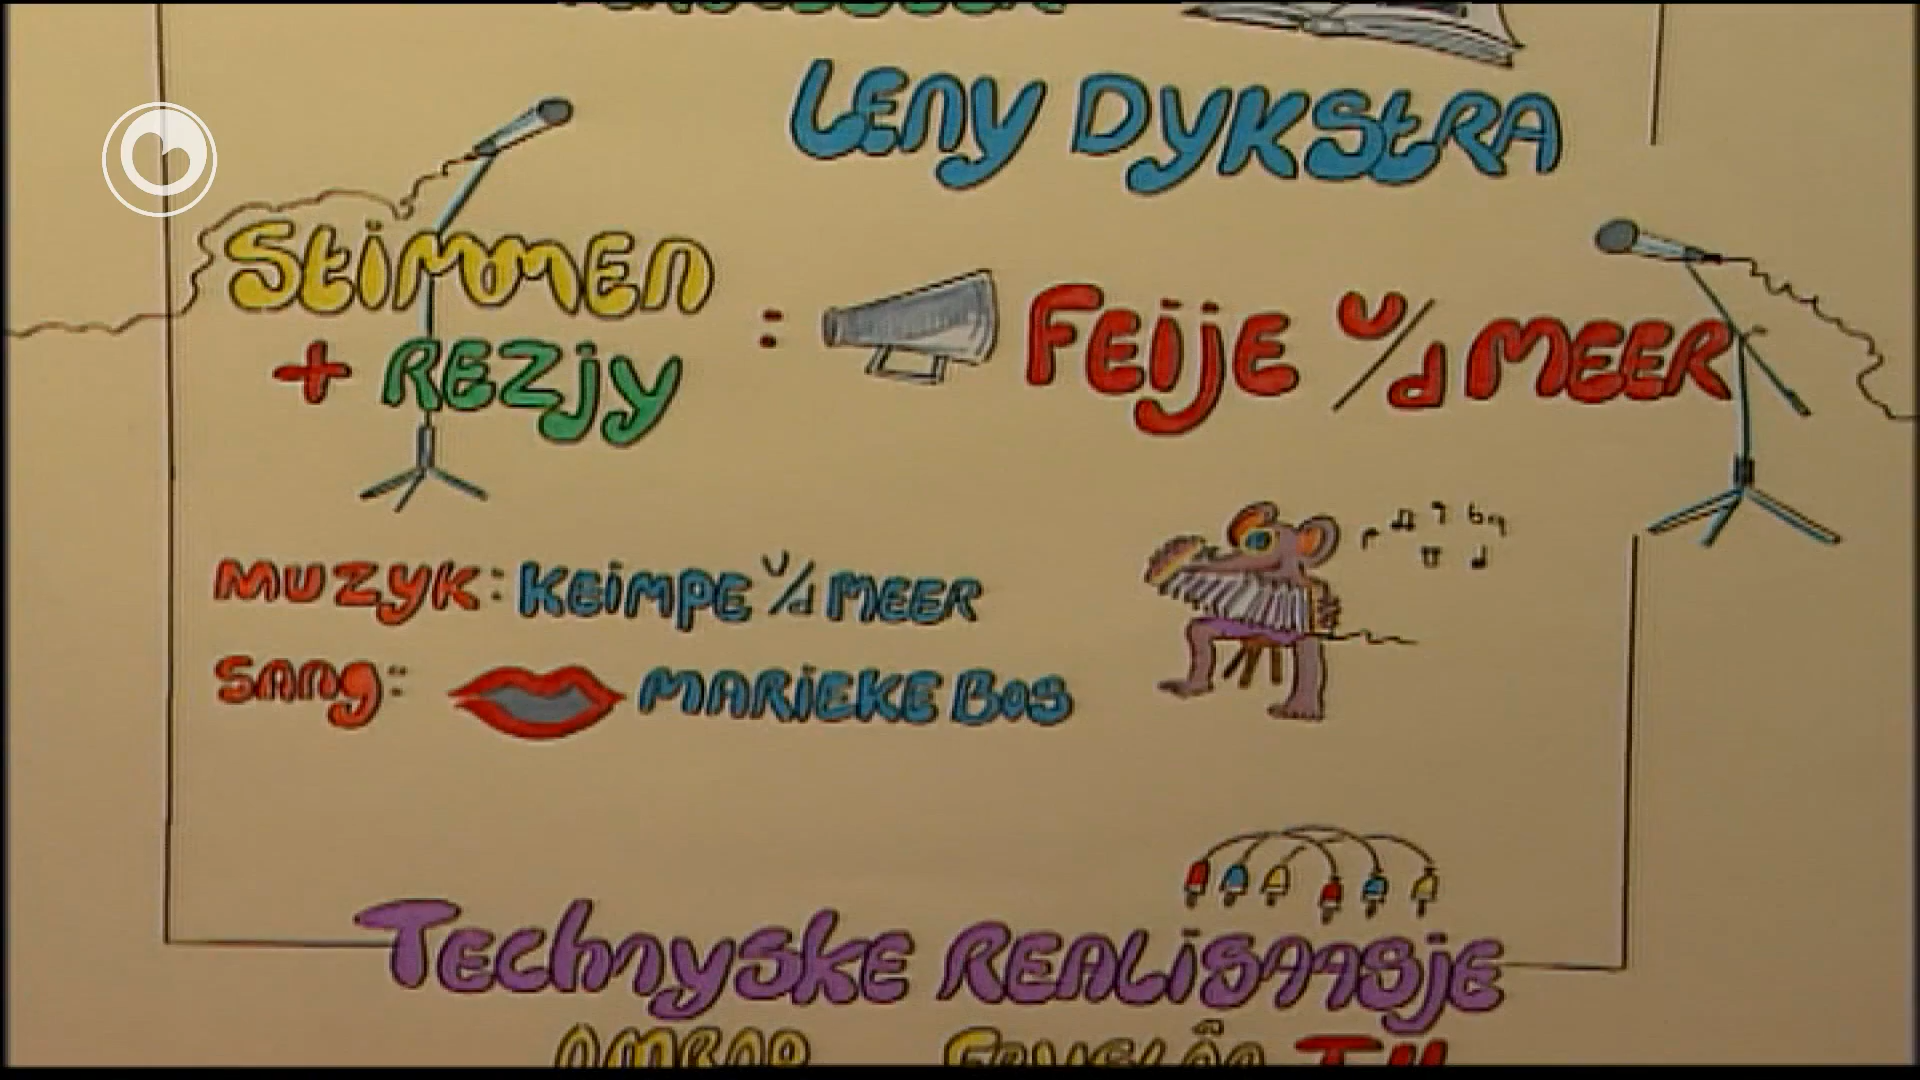 LENY DYKSTRA
STIMMEN
+ REZJY : FEIJE v/d MEER
MUZYK: KEIMPE v/d MEER
SANG: MARIEKE BOS
TECHNYSKE REALISAASJE